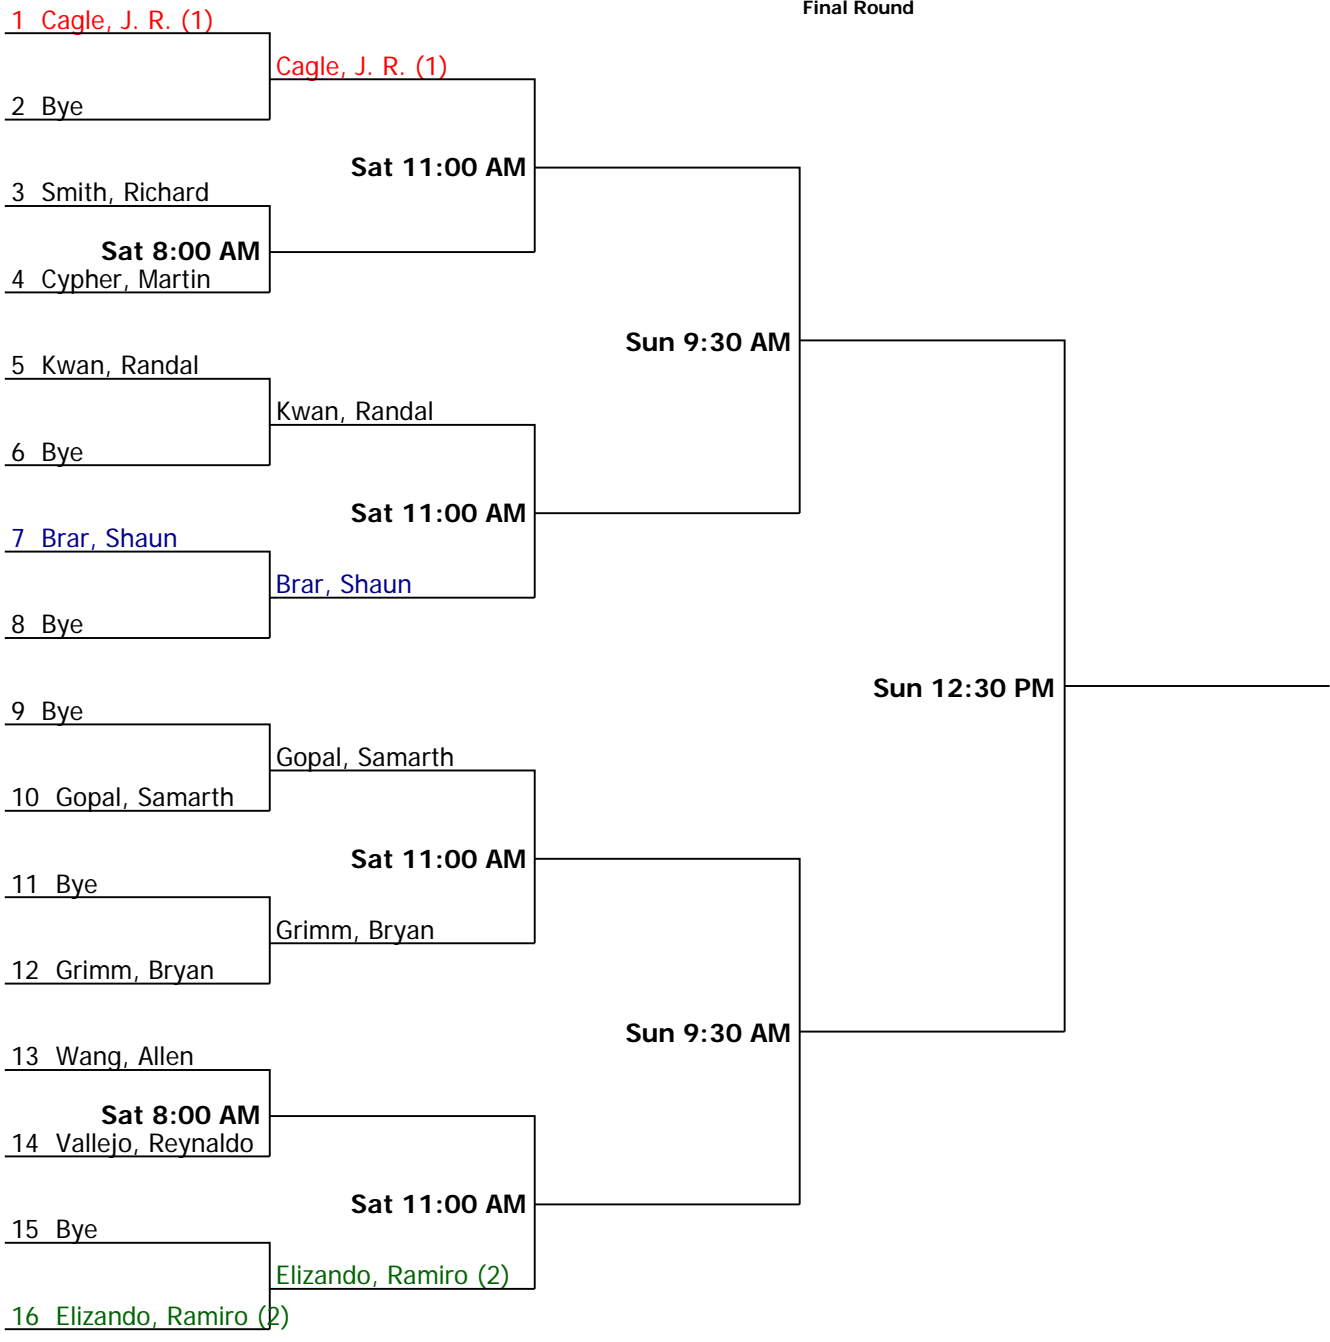 Final Round
1 Cagle, J. R. (1)
Cagle, J. R. (1)
2 Bye
Sat 11:00 AM
3 Smith, Richard
Sat 8:00 AM
4 Cypher, Martin
Sun 9:30 AM
5 Kwan, Randal
Kwan, Randal
6 Bye
Sat 11:00 AM
7 Brar, Shaun
Brar, Shaun
8 Bye
Sun 12:30 PM
9 Bye
Gopal, Samarth
10 Gopal, Samarth
Sat 11:00 AM
11 Bye
Grimm, Bryan
12 Grimm, Bryan
Sun 9:30 AM
13 Wang, Allen
Sat 8:00 AM
14 Vallejo, Reynaldo
Sat 11:00 AM
15 Bye
Elizando, Ramiro (2)
16 Elizando, Ramiro (2)